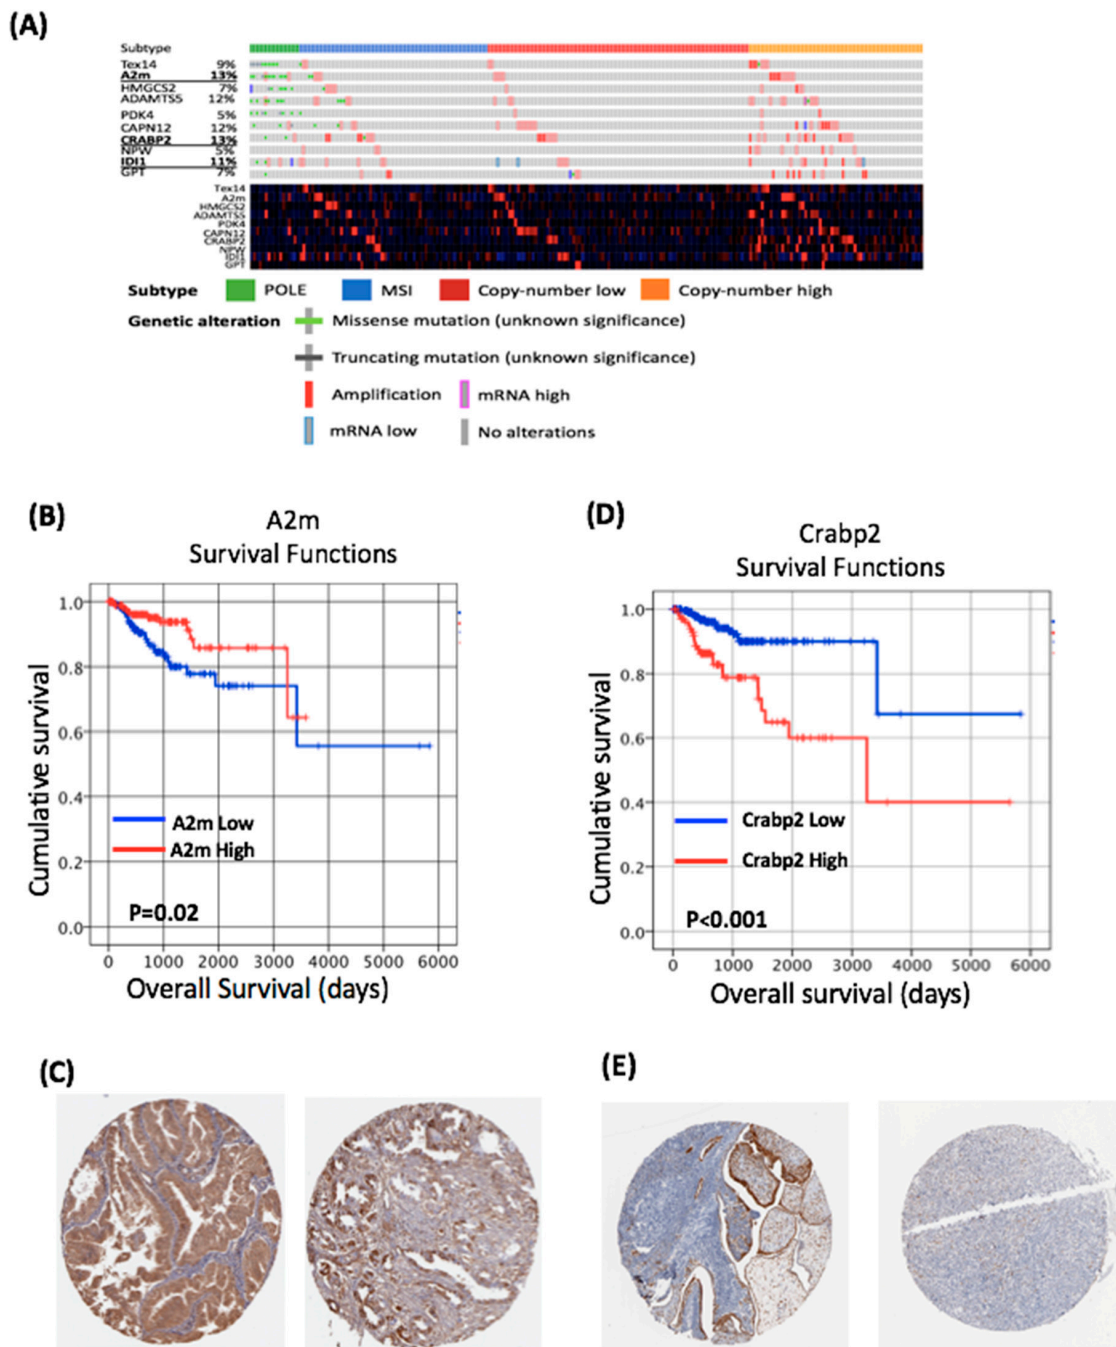 (A)
Subtype
Tex14 9%
A2m 13%
HMGCS2 7%
ADAMTS5 12%
PDK4 5%
CAPN12 12%
CRABP2 13%
NPW 5%
IDI1 11%
GPT 7%
Tex14
A2m
HMGCS2
ADAMTS5
PDK4
CAPN12
CRABP2
NPW
IDI1
GPT
Subtype POLE MSI Copy-number low Copy-number high
Genetic alteration Missense mutation (unknown significance)
Truncating mutation (unknown significance)
Amplification mRNA high
mRNA low No alterations
(B)
A2m
Survival Functions
Cumulative survival
1.0
0.8
0.6
0.4
0.2
0.0
A2m Low
A2m High
P=0.02
0 1000 2000 3000 4000 5000 6000
Overall Survival (days)
(D)
Crabp2
Survival Functions
Cumulative survival
1.0
0.8
0.6
0.4
0.2
0.0
Crabp2 Low
Crabp2 High
P<0.001
0 1000 2000 3000 4000 5000 6000
Overall survival (days)
(C)
(E)